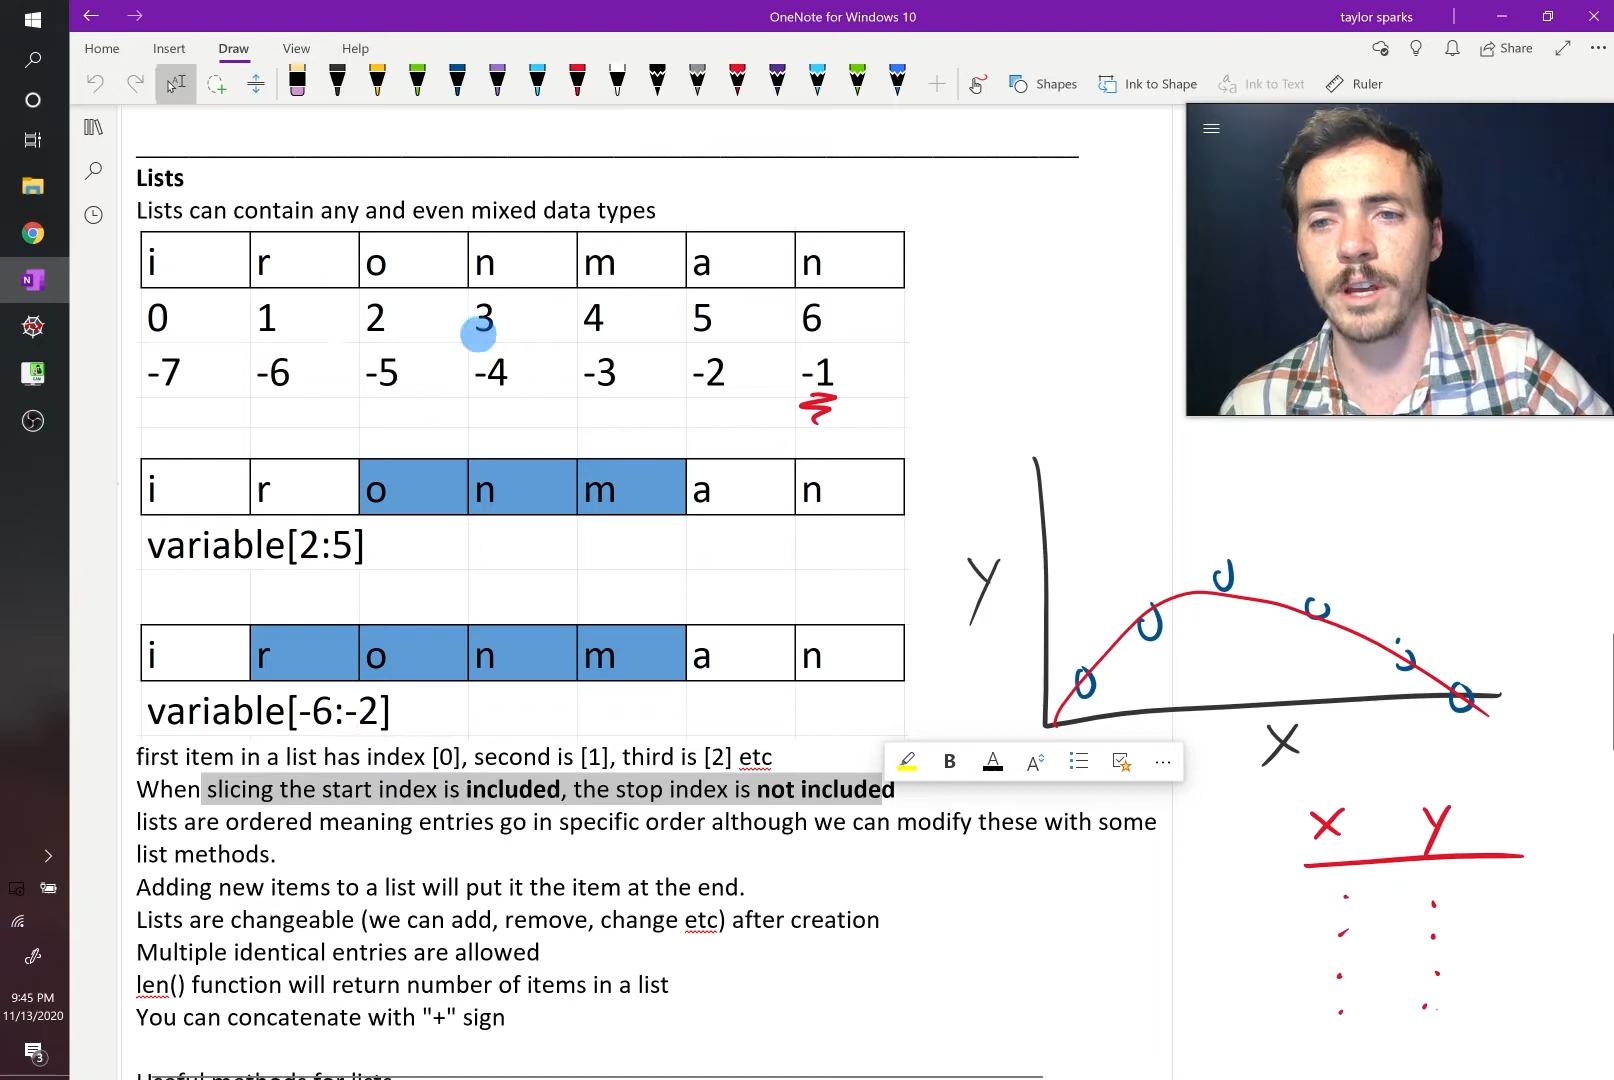 OneNote for Windows 10
taylor sparks
Home Insert Draw View Help
Share
Shapes Ink to Shape Ink to Text Ruler
Lists
Lists can contain any and even mixed data types
i r o n m a n
0 1 2 3 4 5 6
-7 -6 -5 -4 -3 -2 -1
i r o n m a n
variable[2:5]
i r o n m a n
variable[-6:-2]
first item in a list has index [0], second is [1], third is [2] etc
When slicing the start index is included, the stop index is not included
lists are ordered meaning entries go in specific order although we can modify these with some
list methods.
Adding new items to a list will put it the item at the end.
Lists are changeable (we can add, remove, change etc) after creation
Multiple identical entries are allowed
len() function will return number of items in a list
You can concatenate with "+" sign
Useful methods for lists
Y
X
B A A
X Y
9:45 PM
11/13/2020
3